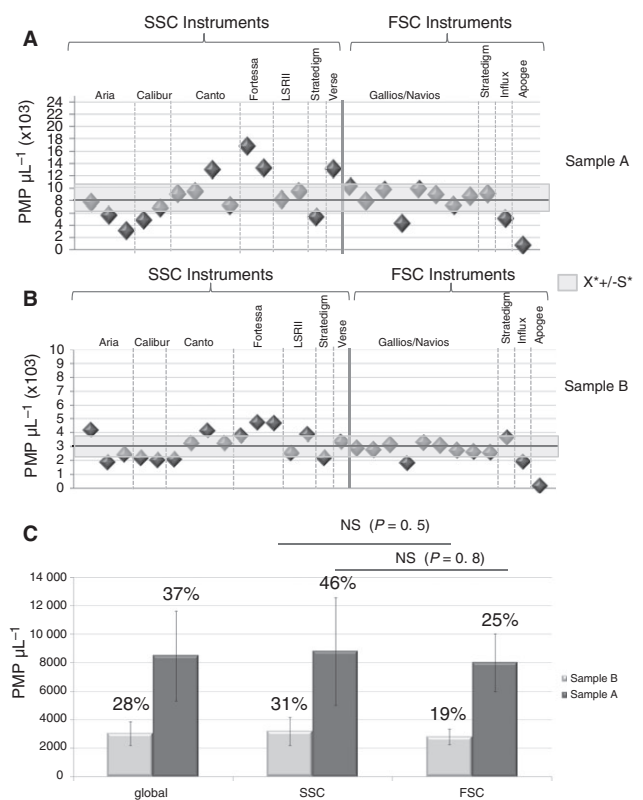 A
SSC Instruments
FSC Instruments
Aria
Calibur
Canto
Fortessa
LSRII
Stratedigm
Verse
Gallios/Navios
Stratedigm
Influx
Apogee
PMP μL–1 (x103)
24
22
20
18
16
14
12
10
8
6
4
2
0
Sample A
X*+/-S*
B
SSC Instruments
FSC Instruments
Aria
Calibur
Canto
Fortessa
LSRII
Stratedigm
Verse
Gallios/Navios
Stratedigm
Influx
Apogee
PMP μL–1 (x103)
10
9
8
7
6
5
4
3
2
1
0
Sample B
C
NS (P = 0. 5)
NS (P = 0. 8)
PMP μL–1
14 000
12 000
10 000
8 000
6000
4000
2000
0
28%
37%
31%
46%
19%
25%
global
SSC
FSC
Sample B
Sample A